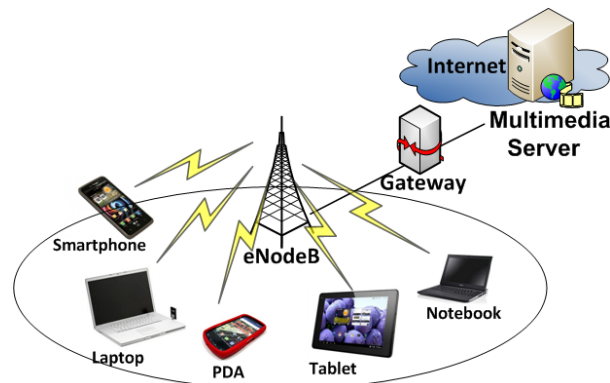 Internet
Multimedia
Server
Gateway
Smartphone
eNodeB
Notebook
Laptop
PDA
Tablet